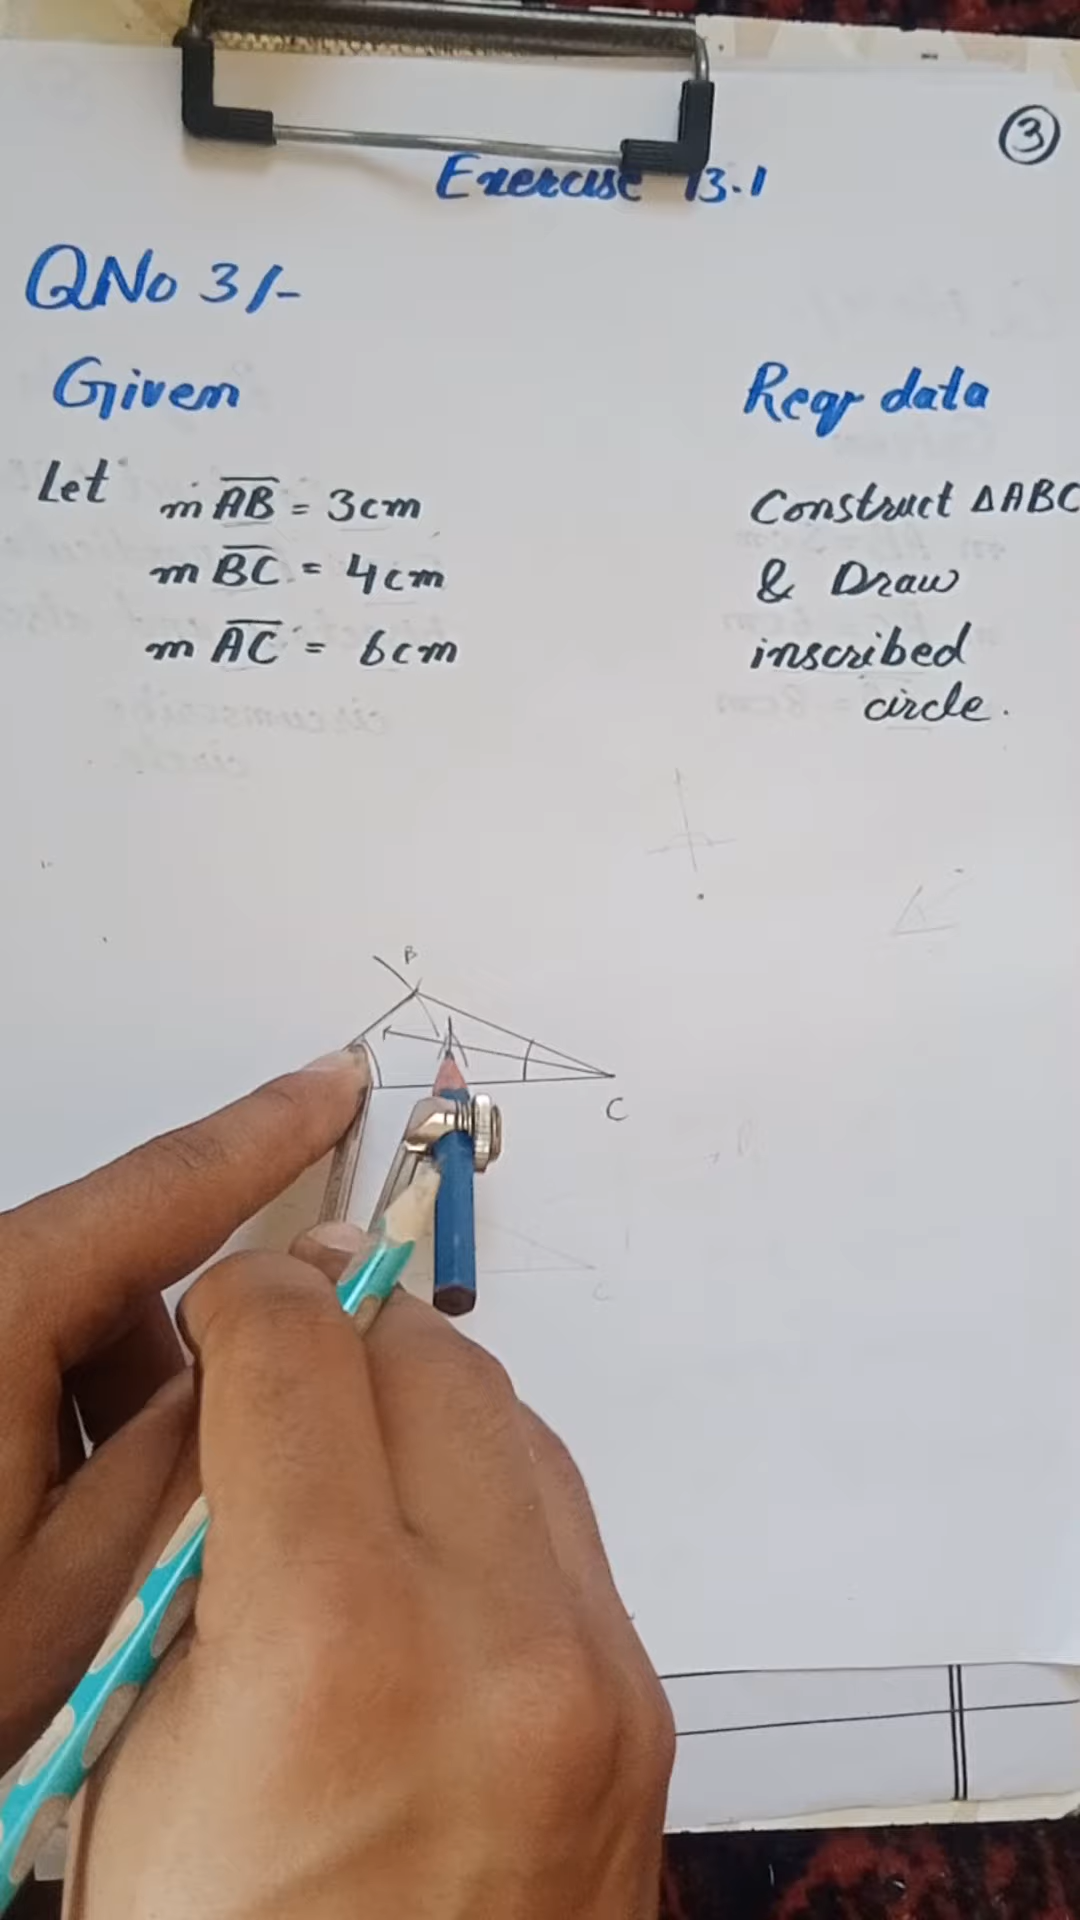 3
Exercise 13.1
QNo 3/-
Given
Reqr data
Let m AB = 3cm
m BC = 4cm
m AC = 6cm
Construct ΔABC
& Draw
inscribed
circle.
B
C
C